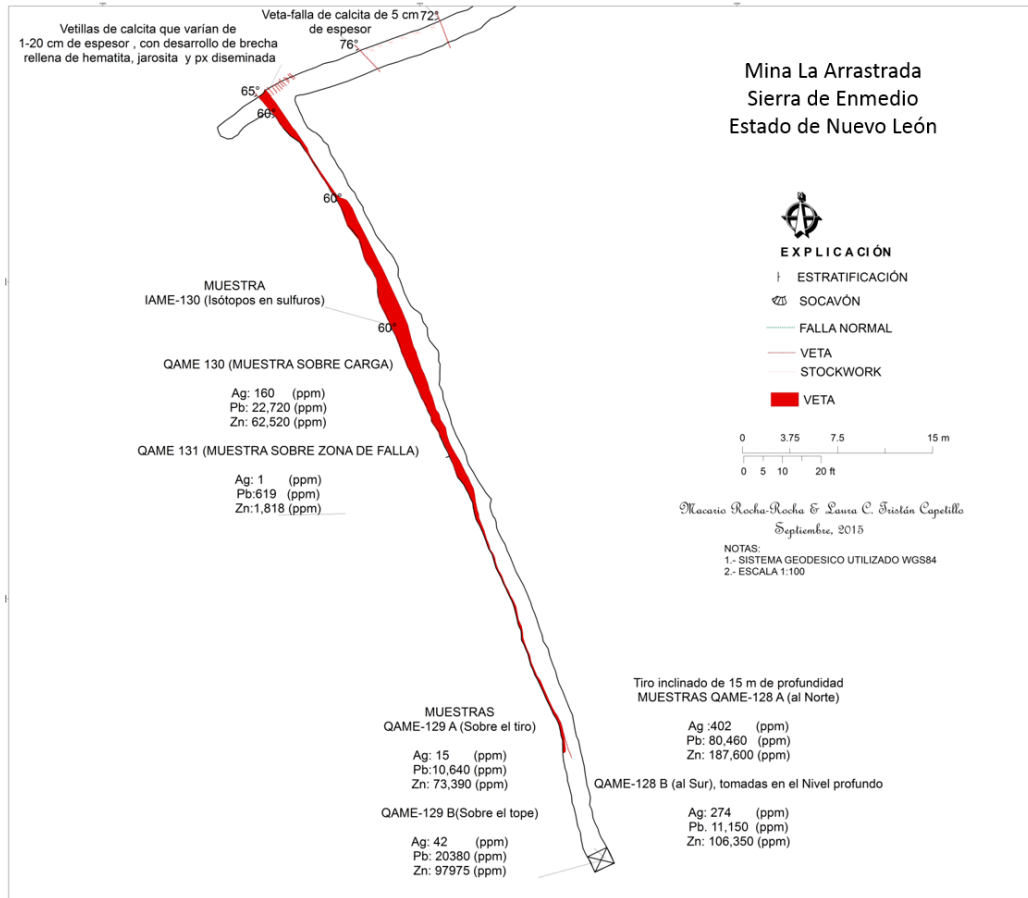 Vetillas de calcita que varían de
1-20 cm de espesor , con desarrollo de brecha
rellena de hematita, jarosita y px diseminada
Veta-falla de calcita de 5 cm
de espesor
72°
76°
65°
60°
60°
60°
Mina La Arrastrada
Sierra de Enmedio
Estado de Nuevo León
EXPLICACIÓN
ESTRATIFICACIÓN
SOCAVÓN
FALLA NORMAL
VETA
STOCKWORK
VETA
0 3.75 7.5 15 m
0 5 10 20 ft
Macario Rocha-Rocha & Laura C. Tristán Capetillo
Septiembre, 2015
NOTAS:
1.- SISTEMA GEODESICO UTILIZADO WGS84
2.- ESCALA 1:100
MUESTRA
IAME-130 (Isótopos en sulfuros)
QAME 130 (MUESTRA SOBRE CARGA)
Ag: 160 (ppm)
Pb: 22,720 (ppm)
Zn: 62,520 (ppm)
QAME 131 (MUESTRA SOBRE ZONA DE FALLA)
Ag: 1 (ppm)
Pb:619 (ppm)
Zn:1,818 (ppm)
MUESTRAS
QAME-129 A (Sobre el tiro)
Ag: 15 (ppm)
Pb:10,640 (ppm)
Zn: 73,390 (ppm)
QAME-129 B(Sobre el tope)
Ag: 42 (ppm)
Pb: 20380 (ppm)
Zn: 97975 (ppm)
Tiro inclinado de 15 m de profundidad
MUESTRAS QAME-128 A (al Norte)
Ag :402 (ppm)
Pb: 80,460 (ppm)
Zn: 187,600 (ppm)
QAME-128 B (al Sur), tomadas en el Nivel profundo
Ag: 274 (ppm)
Pb. 11,150 (ppm)
Zn: 106,350 (ppm)